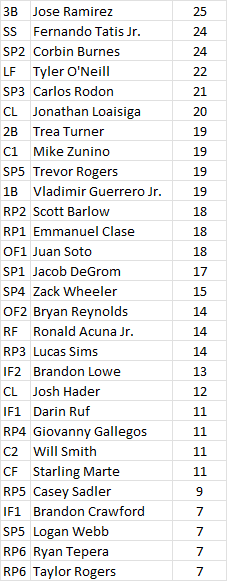 3B Jose Ramirez 25
SS Fernando Tatis Jr. 24
SP2 Corbin Burnes 24
LF Tyler O'Neill 22
SP3 Carlos Rodon 21
CL Jonathan Loaisiga 20
2B Trea Turner 19
C1 Mike Zunino 19
SP5 Trevor Rogers 19
1B Vladimir Guerrero Jr. 19
RP2 Scott Barlow 18
RP1 Emmanuel Clase 18
OF1 Juan Soto 18
SP1 Jacob DeGrom 17
SP4 Zack Wheeler 15
OF2 Bryan Reynolds 14
RF Ronald Acuna Jr. 14
RP3 Lucas Sims 14
IF2 Brandon Lowe 13
CL Josh Hader 12
IF1 Darin Ruf 11
RP4 Giovanny Gallegos 11
C2 Will Smith 11
CF Starling Marte 11
RP5 Casey Sadler 9
IF1 Brandon Crawford 7
SP5 Logan Webb 7
RP6 Ryan Tepera 7
RP6 Taylor Rogers 7